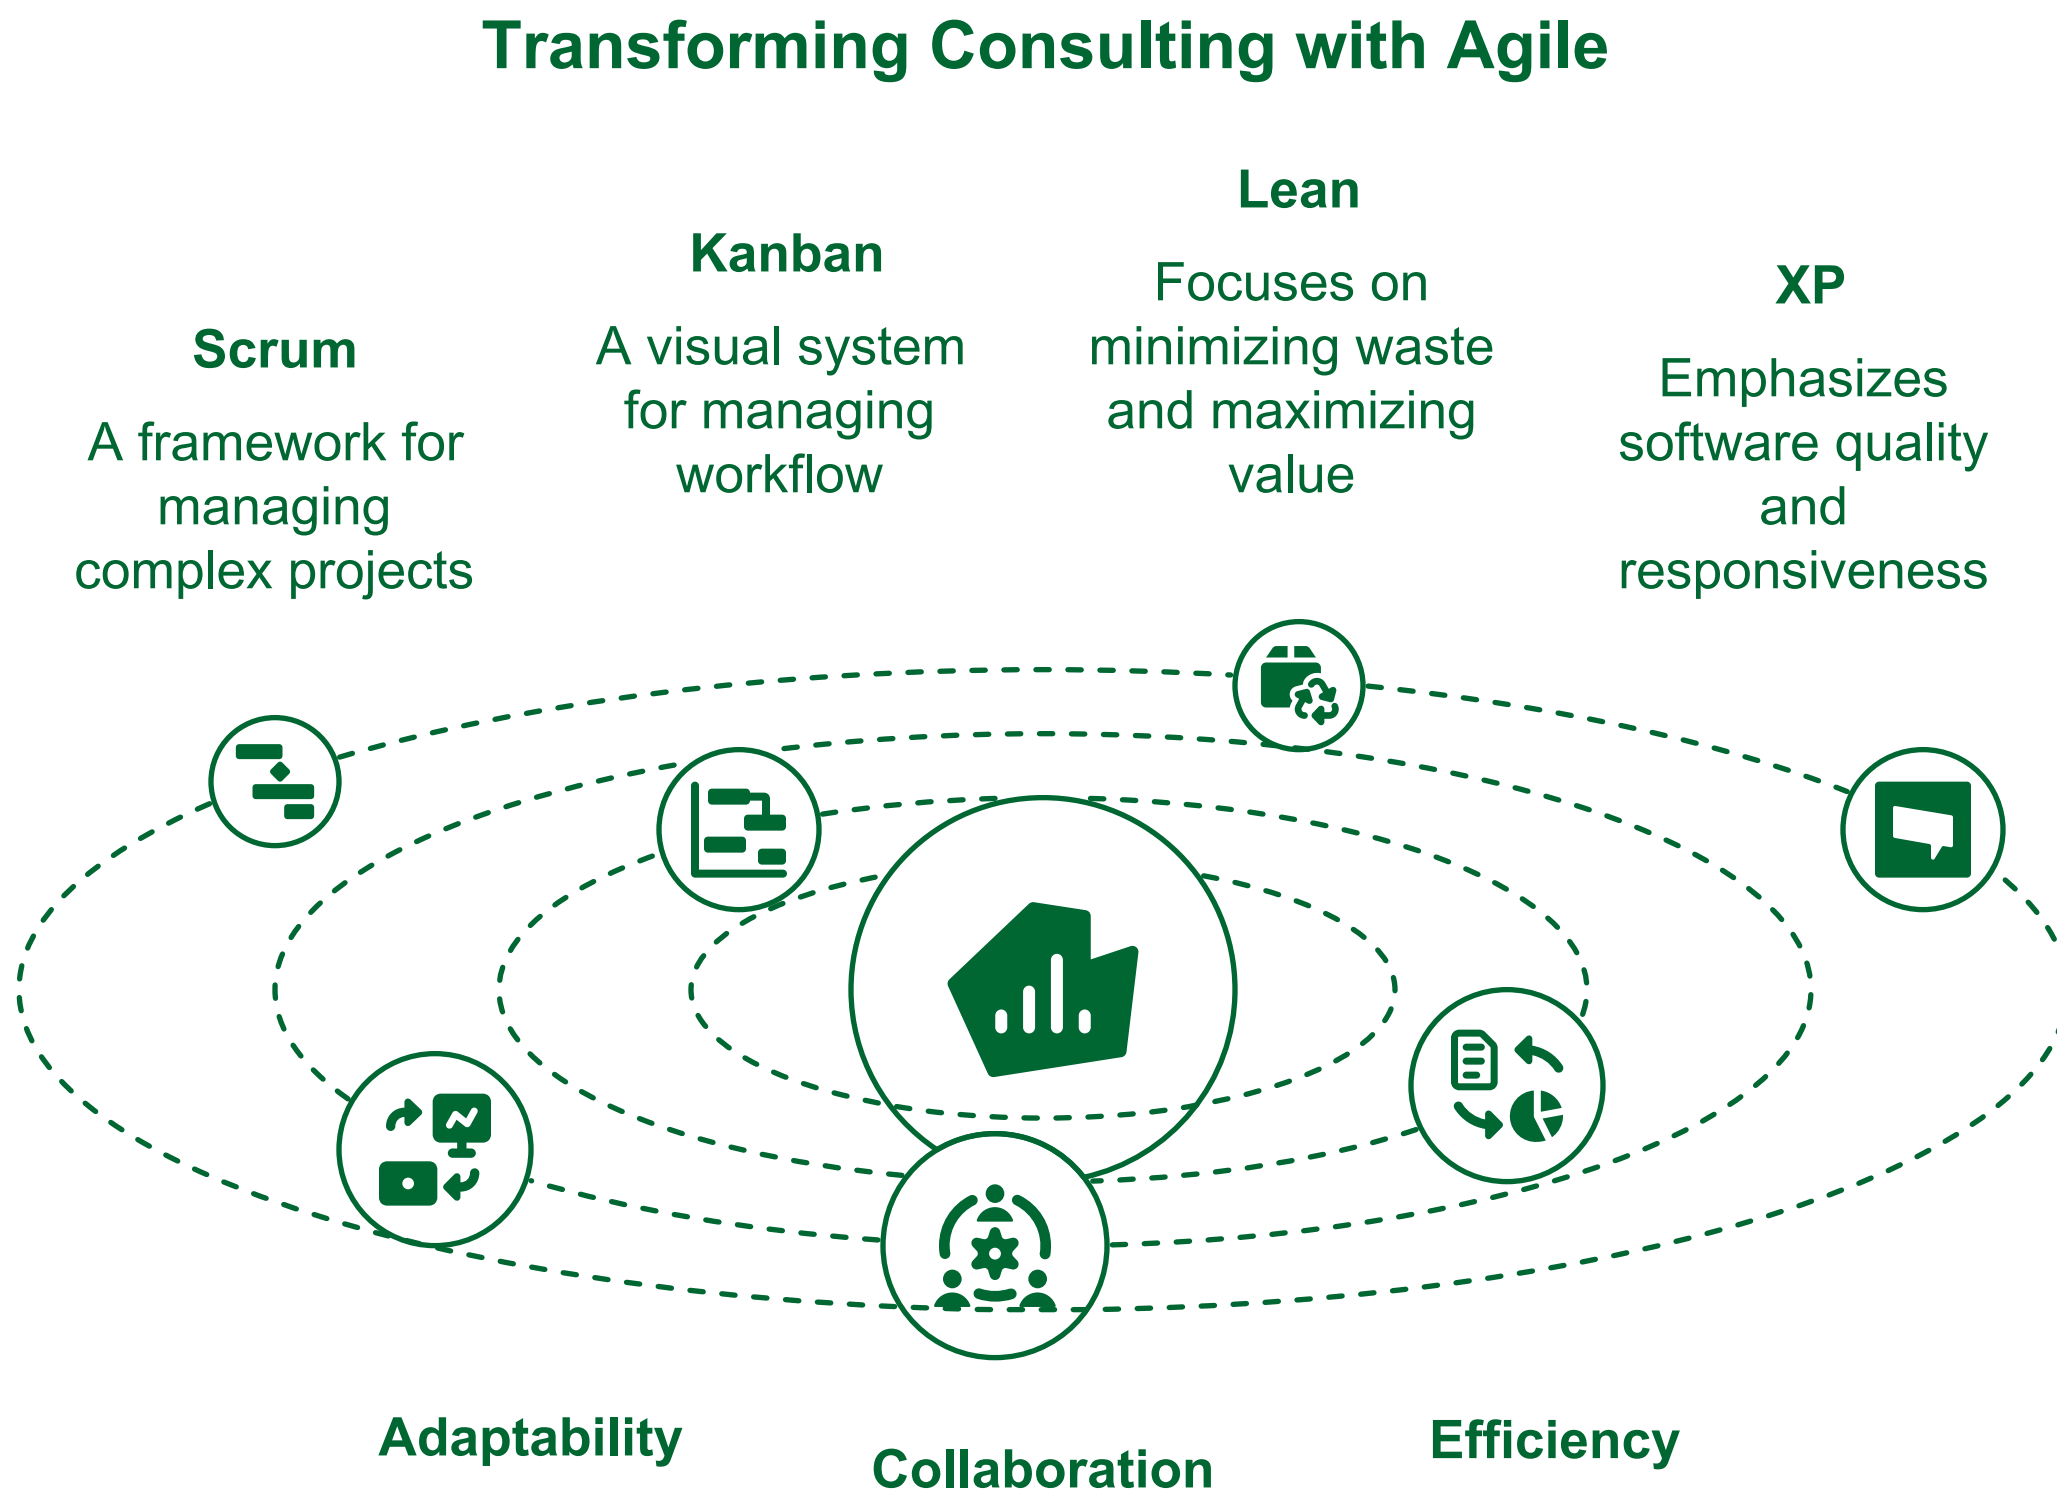 Transforming Consulting with Agile
Scrum
A framework for
managing
complex projects
Kanban
A visual system
for managing
workflow
Lean
Focuses on
minimizing waste
and maximizing
value
XP
Emphasizes
software quality
and
responsiveness
Adaptability
Collaboration
Efficiency